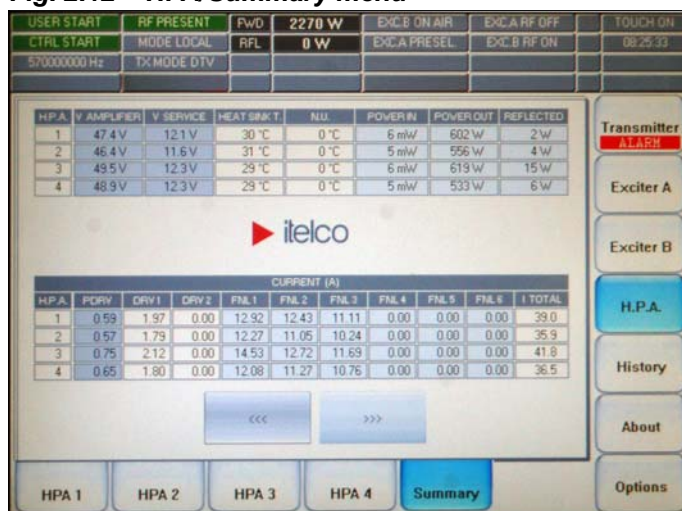 Fig. 2.12 - HPA/Summary menu
USER START RF PRESENT FWD 2270 W EXC.B ON AIR EXC.A RF OFF TOUCH ON
CTRL START MODE LOCAL RFL 0 W EXC.A PRESEL. EXC.B RF ON 08:25:33
570000000 Hz TX MODE DTV
H.P.A. V AMPLIFIER V SERVICE HEAT SINK T. N.U. POWER IN POWER OUT REFLECTED
1 47.4 V 12.1 V 30 °C 0 °C 6 mW 602 W 2 W
2 46.4 V 11.6 V 31 °C 0 °C 5 mW 556 W 4 W
3 49.5 V 12.3 V 29 °C 0 °C 6 mW 619 W 15 W
4 48.9 V 12.3 V 29 °C 0 °C 5 mW 533 W 6 W
itelco
CURRENT (A)
H.P.A. PDRV DRV 1 DRV 2 FNL 1 FNL 2 FNL 3 FNL 4 FNL 5 FNL 6 I TOTAL
1 0.59 1.97 0.00 12.92 12.43 11.11 0.00 0.00 0.00 39.0
2 0.57 1.79 0.00 12.27 11.05 10.24 0.00 0.00 0.00 35.9
3 0.75 2.12 0.00 14.53 12.72 11.69 0.00 0.00 0.00 41.8
4 0.65 1.80 0.00 12.08 11.27 10.76 0.00 0.00 0.00 36.5
<<< >>>
HPA 1 HPA 2 HPA 3 HPA 4 Summary
Transmitter
ALARM
Exciter A
Exciter B
H.P.A.
History
About
Options